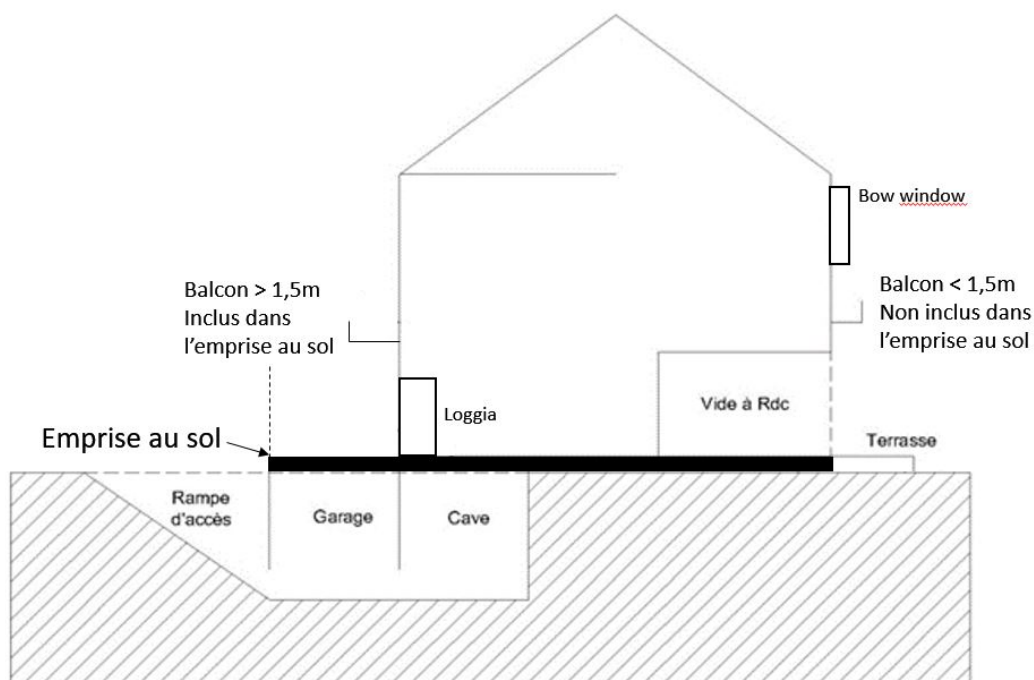 Bow window
Balcon > 1,5m
Inclus dans
l'emprise au sol
Balcon < 1,5m
Non inclus dans
l'emprise au sol
Loggia
Vide à Rdc
Emprise au sol
Terrasse
Rampe
d'accès
Garage
Cave